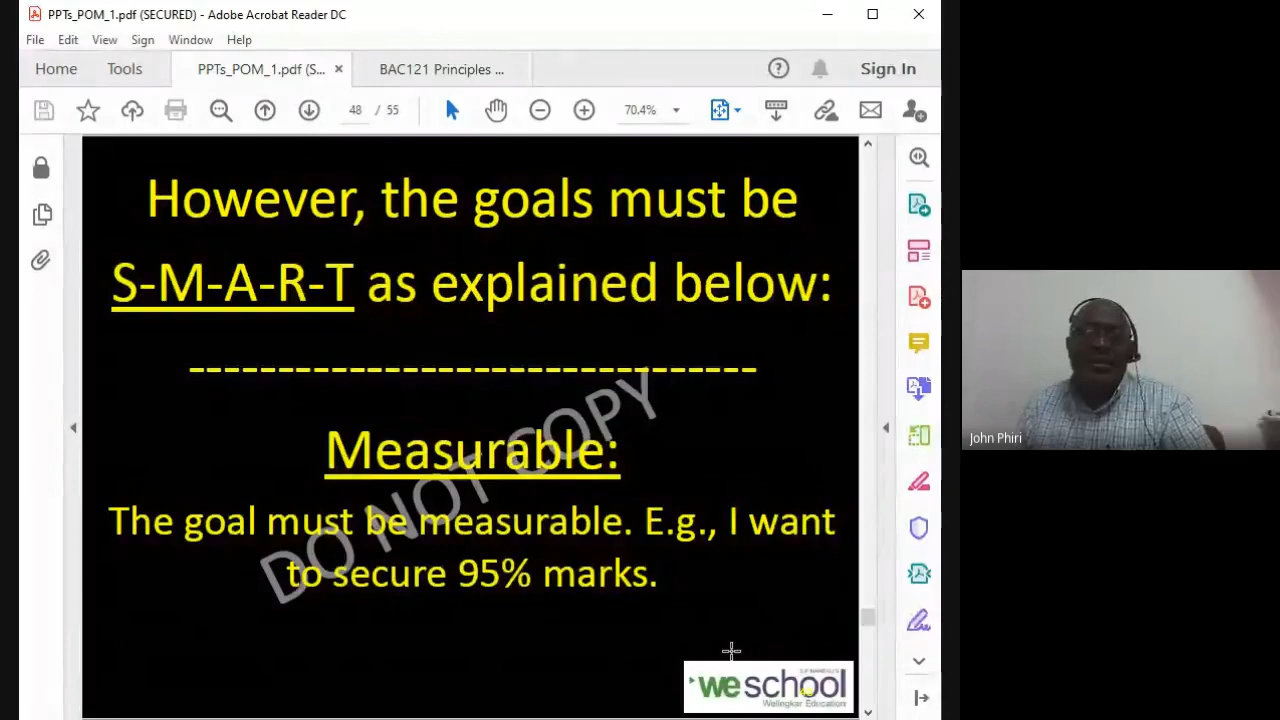 PPTs_POM_1.pdf (SECURED) - Adobe Acrobat Reader DC
File Edit View Sign Window Help
Home Tools PPTs_POM_1.pdf (S... × BAC121 Principles ... Sign In
48 / 55 70.4%
However, the goals must be
S-M-A-R-T as explained below:
--------------------------------
Measurable:
The goal must be measurable. E.g., I want
to secure 95% marks.
DO NOT COPY
weschool
Welingkar Education
John Phiri